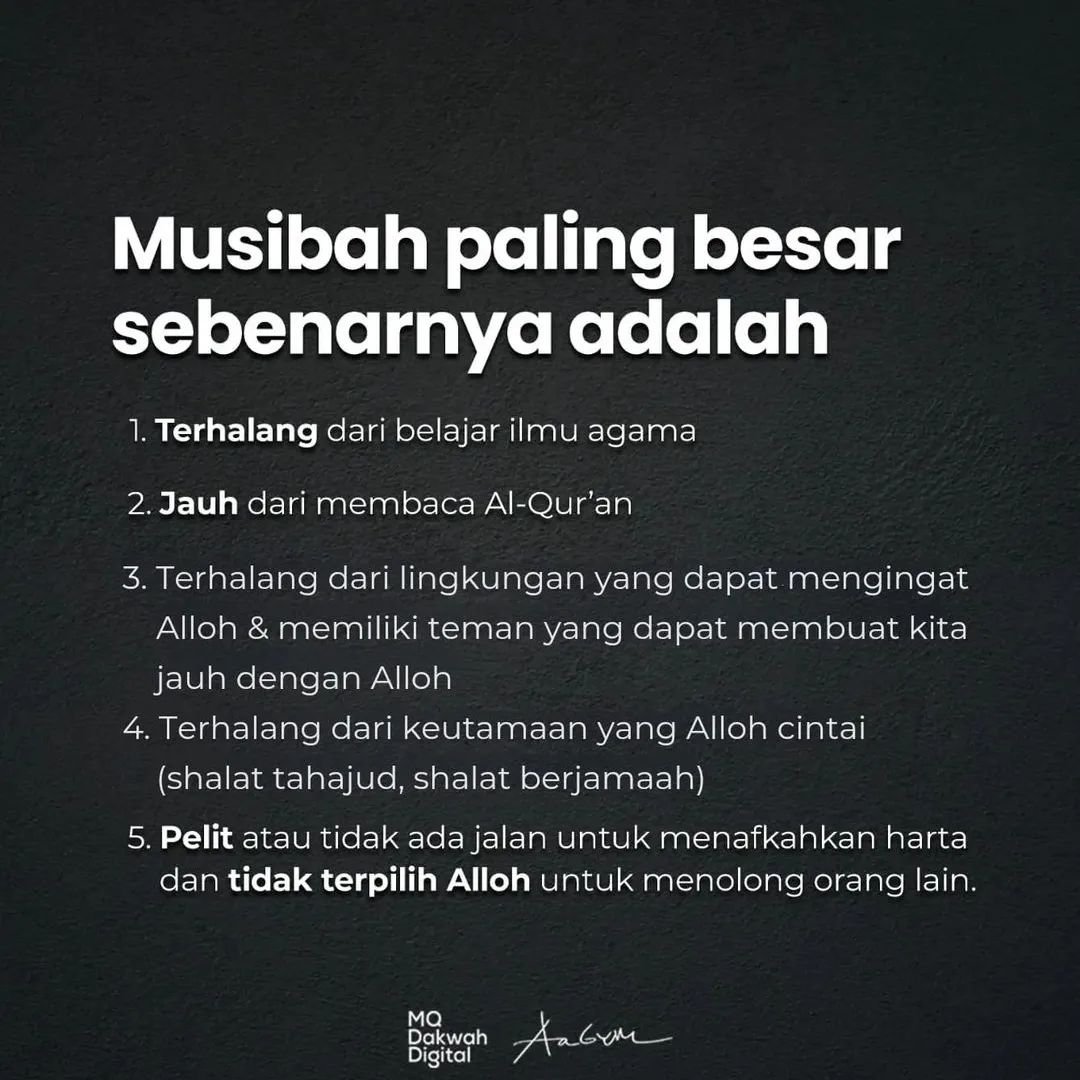 Musibah paling besar
sebenarnya adalah
1. Terhalang dari belajar ilmu agama
2. Jauh dari membaca Al-Qur’an
3. Terhalang dari lingkungan yang dapat mengingat
Alloh & memiliki teman yang dapat membuat kita
jauh dengan Alloh
4. Terhalang dari keutamaan yang Alloh cintai
(shalat tahajud, shalat berjamaah)
5. Pelit atau tidak ada jalan untuk menafkahkan harta
dan tidak terpilih Alloh untuk menolong orang lain.
MQ
Dakwah
Digital
AaGym